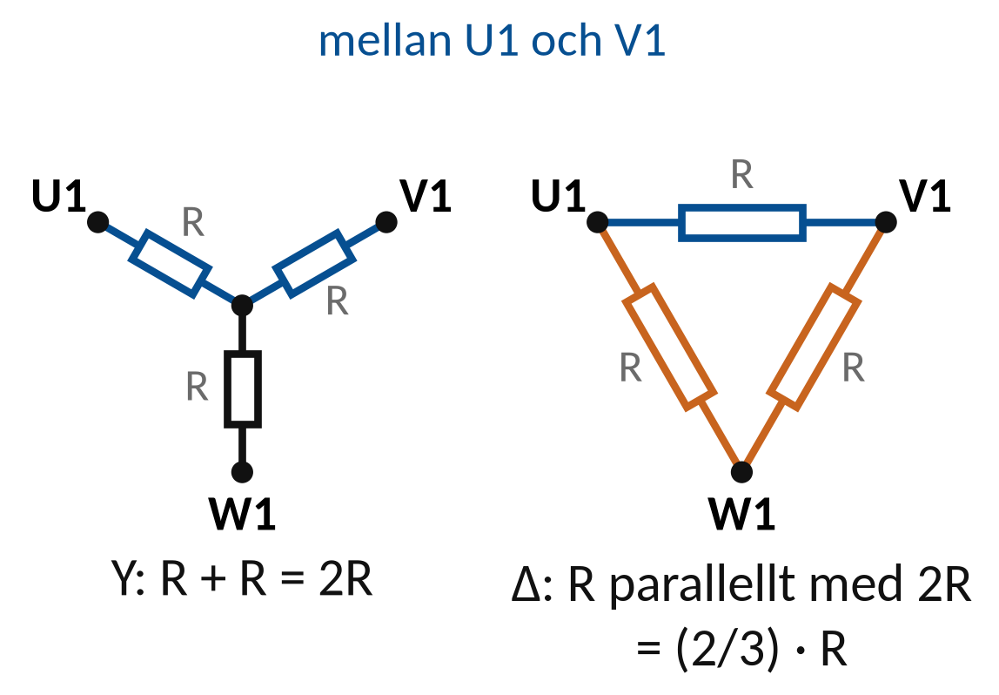 mellan U1 och V1
U1
R
V1
R
R
W1
Y: R + R = 2R
U1
R
V1
R
R
W1
Δ: R parallellt med 2R
= (2/3) · R